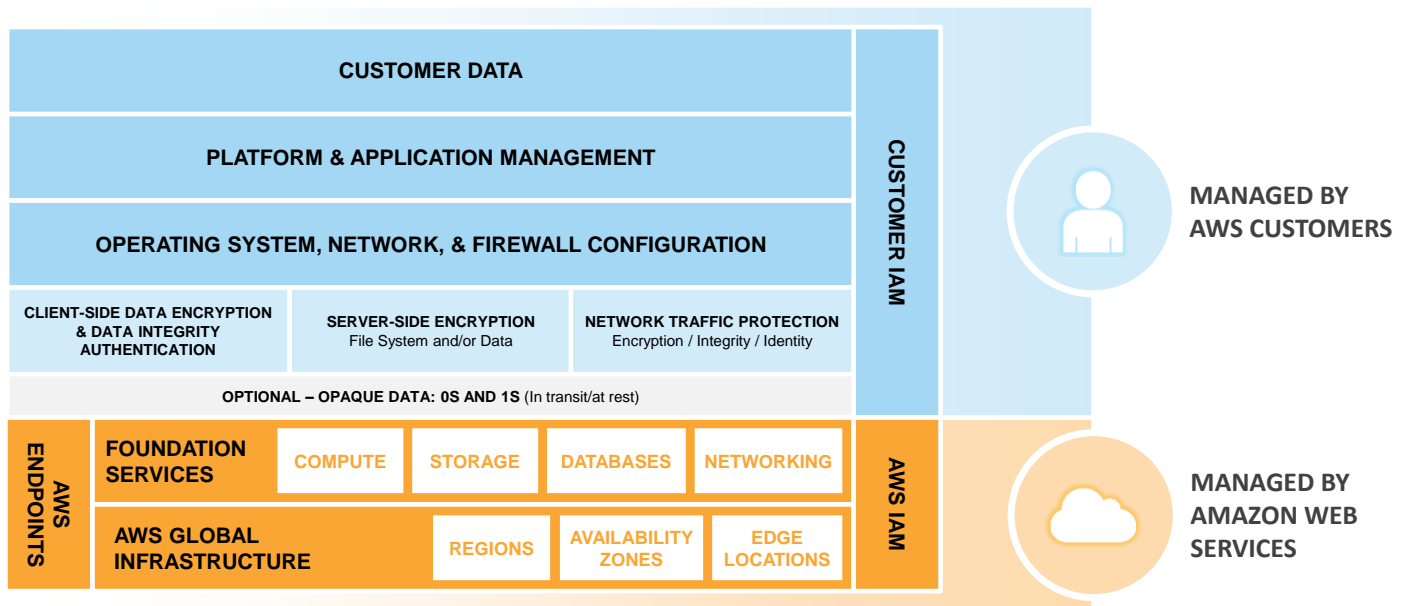 CUSTOMER DATA
PLATFORM & APPLICATION MANAGEMENT
OPERATING SYSTEM, NETWORK, & FIREWALL CONFIGURATION
CLIENT-SIDE DATA ENCRYPTION
& DATA INTEGRITY
AUTHENTICATION
SERVER-SIDE ENCRYPTION
File System and/or Data
NETWORK TRAFFIC PROTECTION
Encryption / Integrity / Identity
OPTIONAL – OPAQUE DATA: 0S AND 1S (In transit/at rest)
CUSTOMER IAM
MANAGED BY
AWS CUSTOMERS
AWS
ENDPOINTS
FOUNDATION
SERVICES
COMPUTE
STORAGE
DATABASES
NETWORKING
AWS GLOBAL
INFRASTRUCTURE
REGIONS
AVAILABILITY
ZONES
EDGE
LOCATIONS
AWS IAM
MANAGED BY
AMAZON WEB
SERVICES